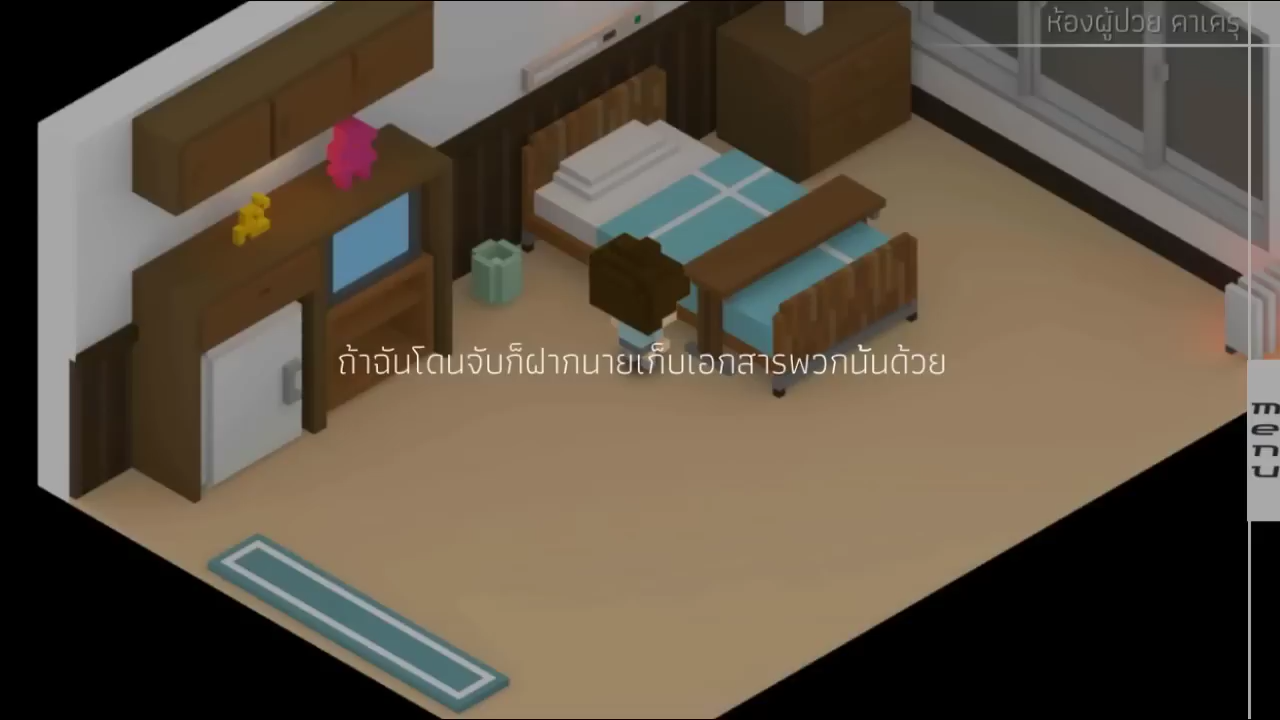 ห้องผู้ป่วย คาเครุ
ถ้าฉันโดนจับก็ฝากนายเก็บเอกสารพวกนั้นด้วย
menu